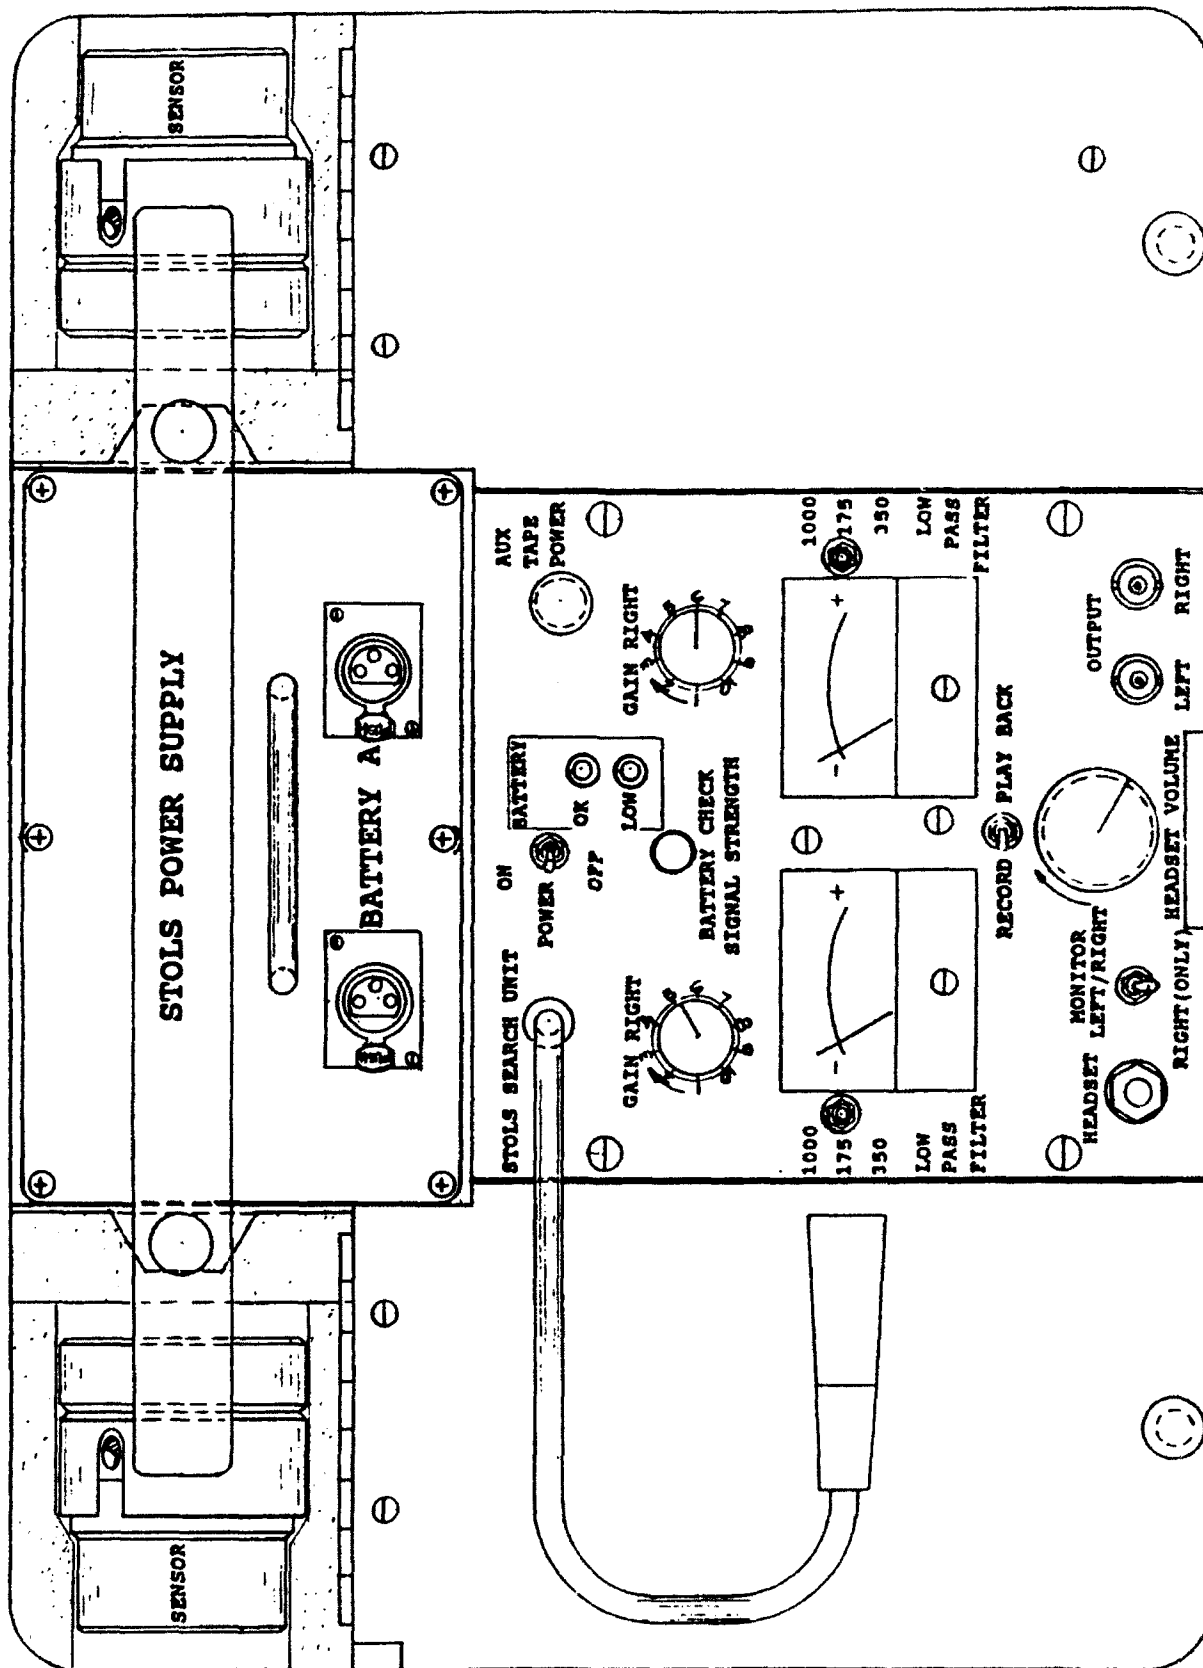 SENSOR
STOLS POWER SUPPLY
SENSOR
BATTERY A
STOLS SEARCH UNIT
ON
POWER
OFF
BATTERY
OK
LOW
AUX
TAPE
POWER
GAIN RIGHT
BATTERY CHECK
SIGNAL STRENGTH
GAIN RIGHT
1000
175
350
LOW
PASS
FILTER
- +
- +
1000
175
350
LOW
PASS
FILTER
RECORD PLAY BACK
HEADSET
MONITOR
LEFT/RIGHT
RIGHT(ONLY)
HEADSET VOLUME
OUTPUT
LEFT RIGHT